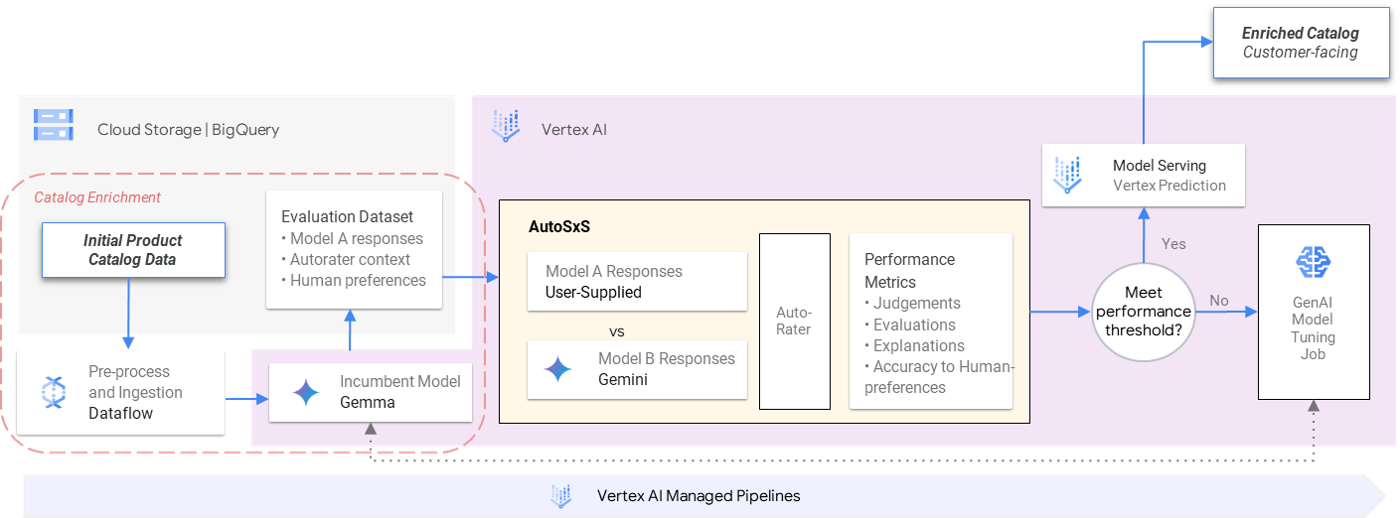 Enriched Catalog
Customer-facing
Cloud Storage | BigQuery
Vertex AI
Catalog Enrichment
Initial Product
Catalog Data
Evaluation Dataset
• Model A responses
• Autorater context
• Human preferences
Pre-process
and Ingestion
Dataflow
Incumbent Model
Gemma
AutoSxS
Model A Responses
User-Supplied
vs
Model B Responses
Gemini
Auto-
Rater
Performance
Metrics
• Judgements
• Evaluations
• Explanations
• Accuracy to Human-
preferences
Model Serving
Vertex Prediction
Yes
Meet
performance
threshold?
No
GenAI
Model
Tuning
Job
Vertex AI Managed Pipelines